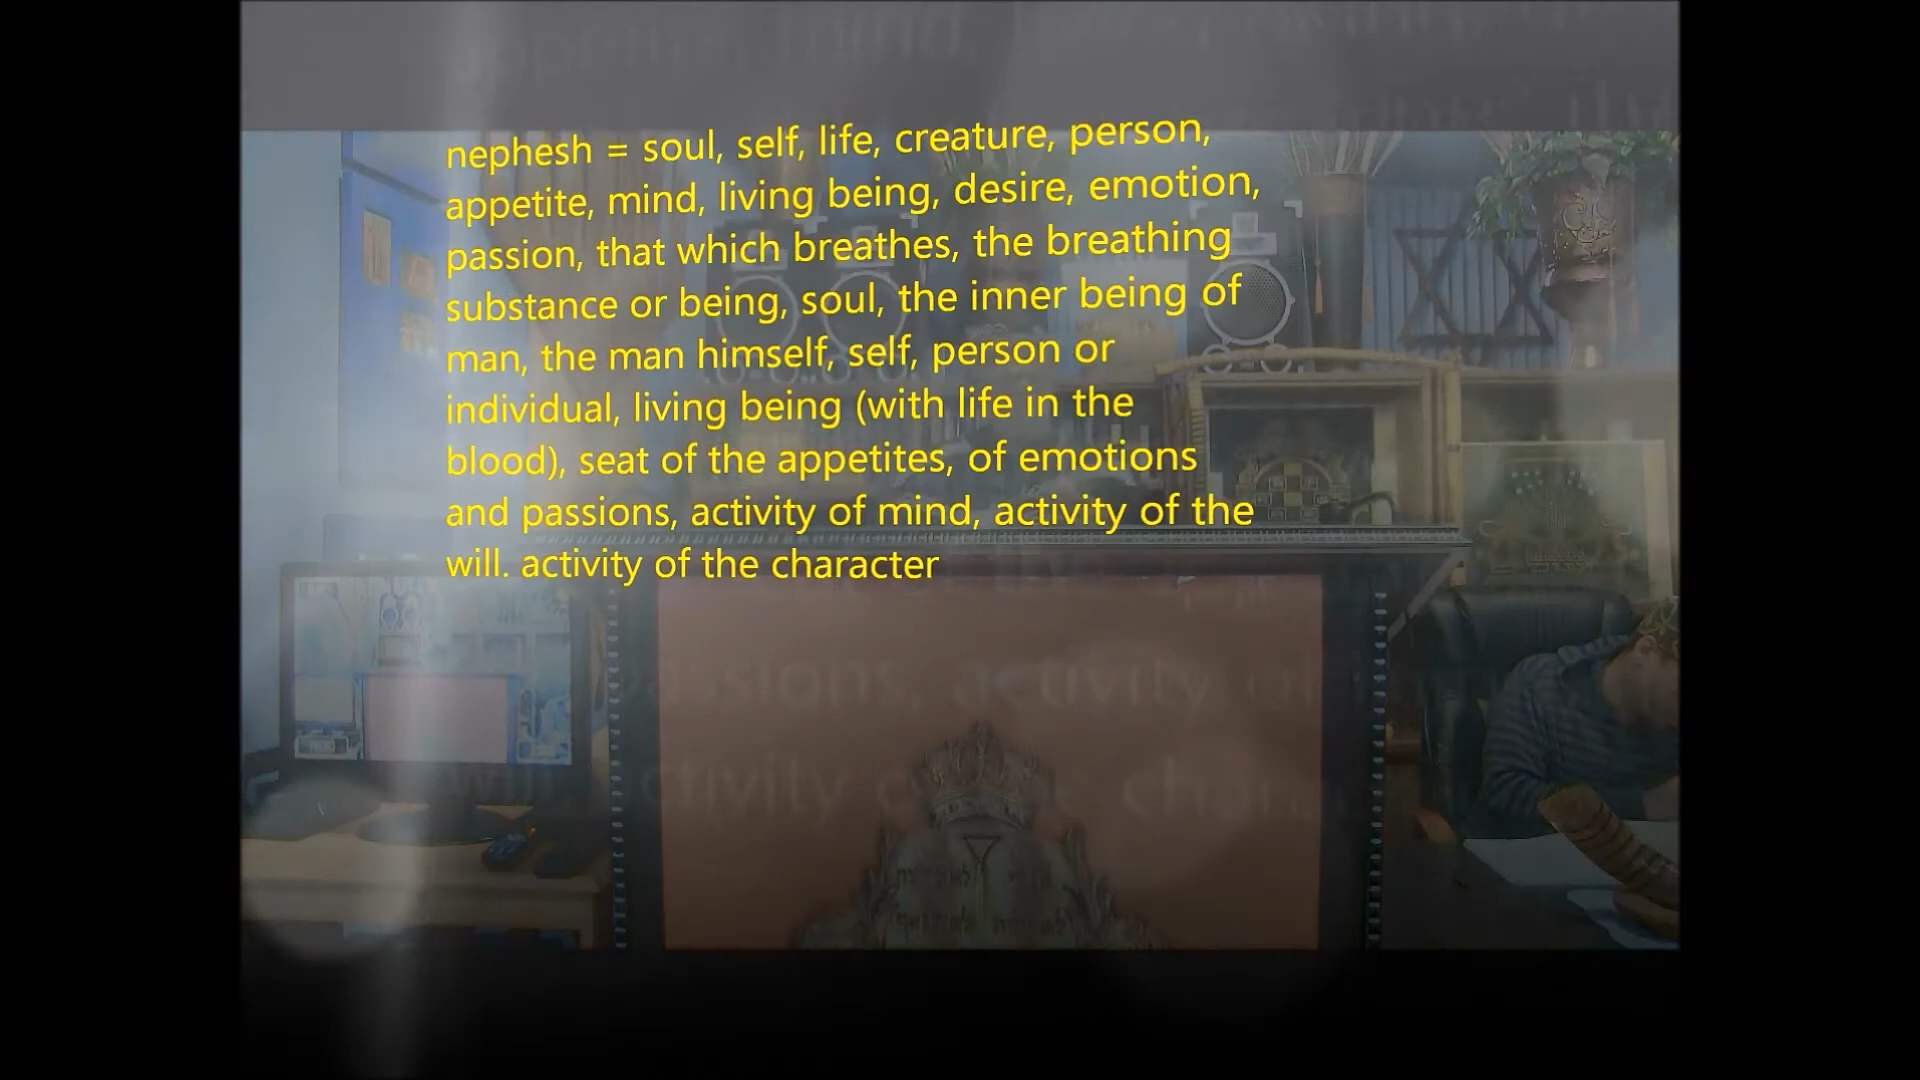 nephesh = soul, self, life, creature, person,
appetite, mind, living being, desire, emotion,
passion, that which breathes, the breathing
substance or being, soul, the inner being of
man, the man himself, self, person or
individual, living being (with life in the
blood), seat of the appetites, of emotions
and passions, activity of mind, activity of the
will. activity of the character